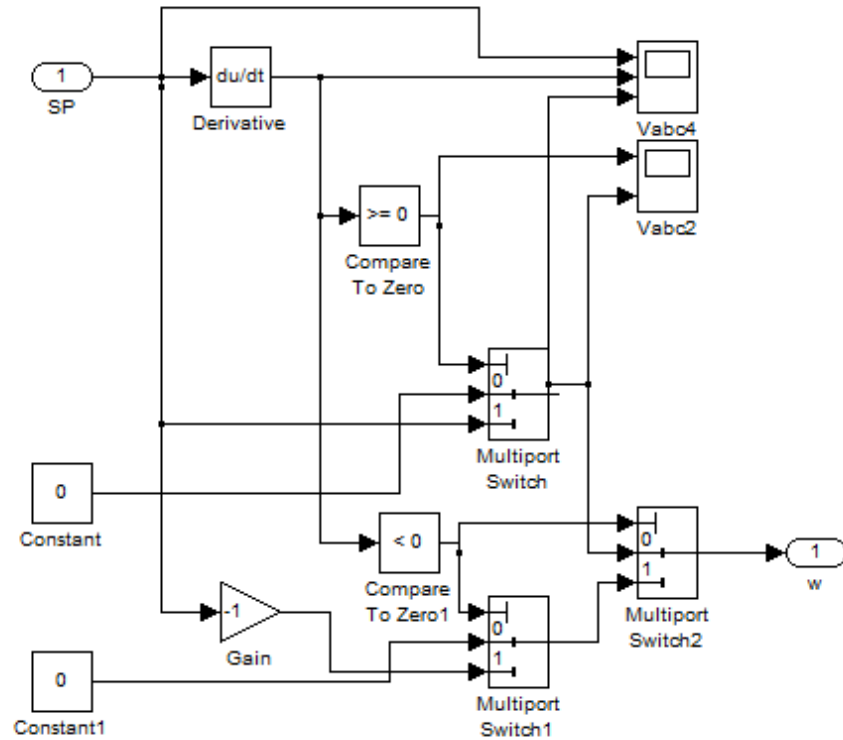 1
SP
du/dt
Derivative
Vabc4
Vabc2
>= 0
Compare
To Zero
0
1
Multiport
Switch
0
Constant
< 0
Compare
To Zero1
0
1
Multiport
Switch2
1
w
-1
Gain
0
1
Multiport
Switch1
0
Constant1